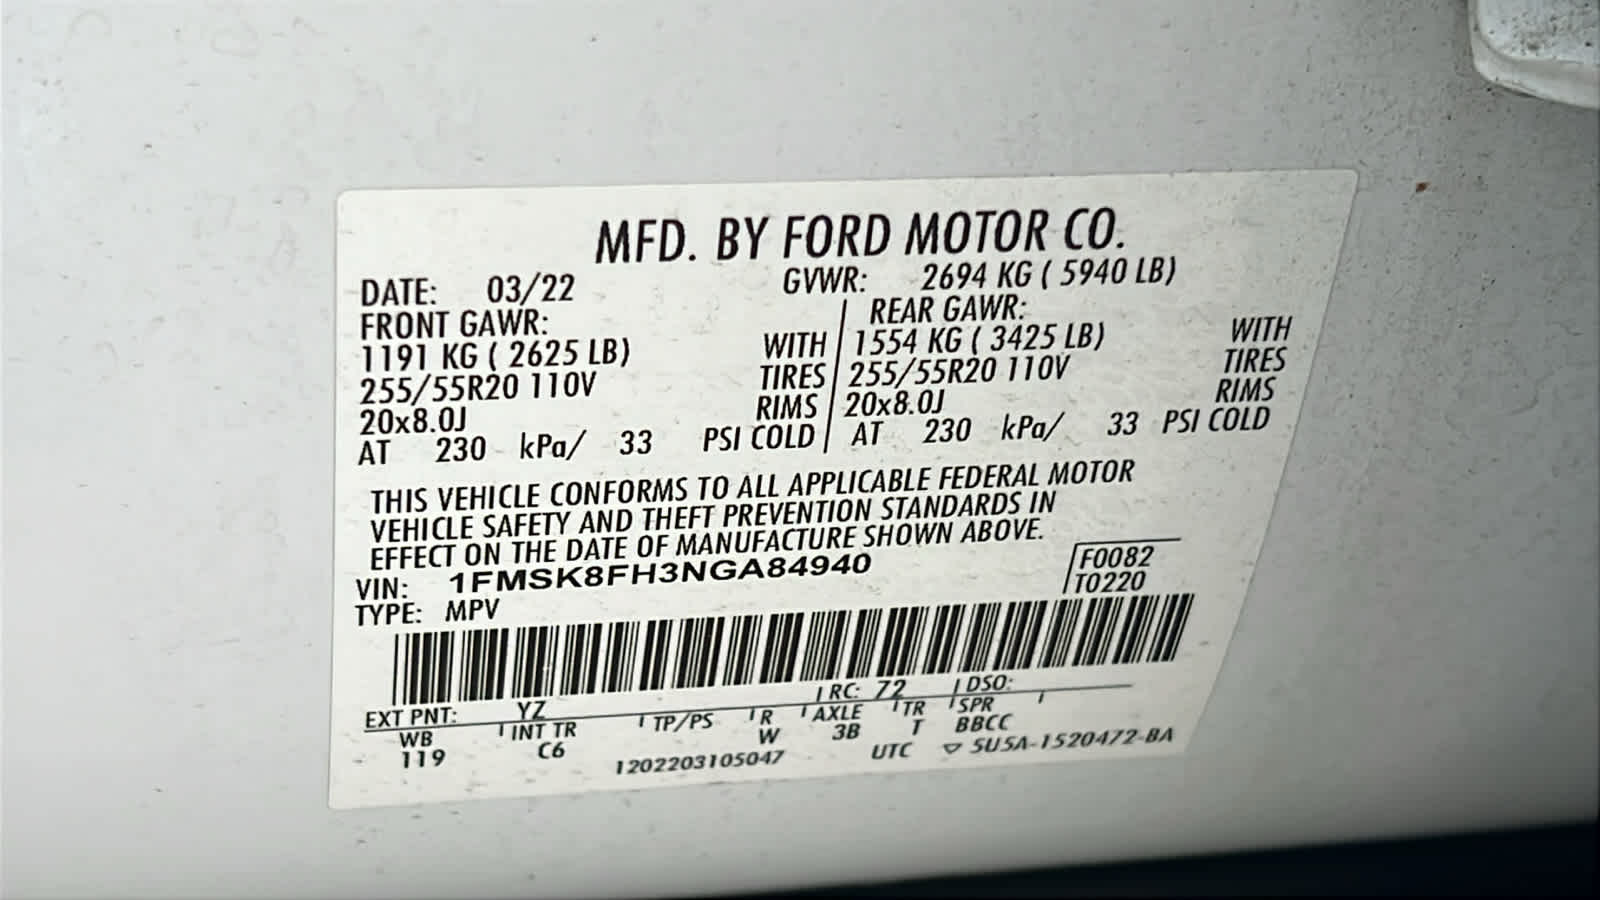 MFD. BY FORD MOTOR CO.
DATE: 03/22 GVWR: 2694 KG ( 5940 LB)
FRONT GAWR: REAR GAWR:
1191 KG ( 2625 LB) WITH 1554 KG ( 3425 LB) WITH
255/55R20 110V TIRES 255/55R20 110V TIRES
20x8.0J RIMS 20x8.0J RIMS
AT 230 kPa/ 33 PSI COLD AT 230 kPa/ 33 PSI COLD
THIS VEHICLE CONFORMS TO ALL APPLICABLE FEDERAL MOTOR
VEHICLE SAFETY AND THEFT PREVENTION STANDARDS IN
EFFECT ON THE DATE OF MANUFACTURE SHOWN ABOVE.
VIN: 1FMSK8FH3NGA84940 F0082
TYPE: MPV T0220
EXT PNT: YZ RC: 72 DSO:
WB INT TR TP/PS R AXLE TR SPR
119 C6 W 3B T BBCC
1202203105047 UTC ▽ 5U5A-1520472-BA